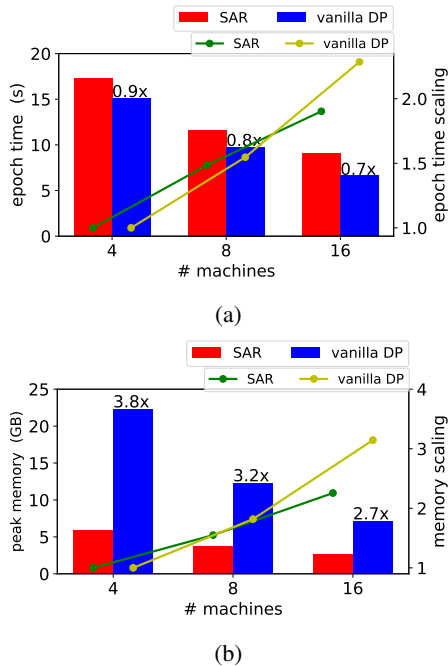 SAR vanilla DP
SAR vanilla DP
20
15
10
5
0
epoch time (s)
0.9x
0.8x
0.7x
2.0
1.5
1.0
epoch time scaling
4 8 16
# machines
(a)
SAR vanilla DP
SAR vanilla DP
25
20
15
10
5
0
peak memory (GB)
3.8x
3.2x
2.7x
4
3
2
1
memory scaling
4 8 16
# machines
(b)